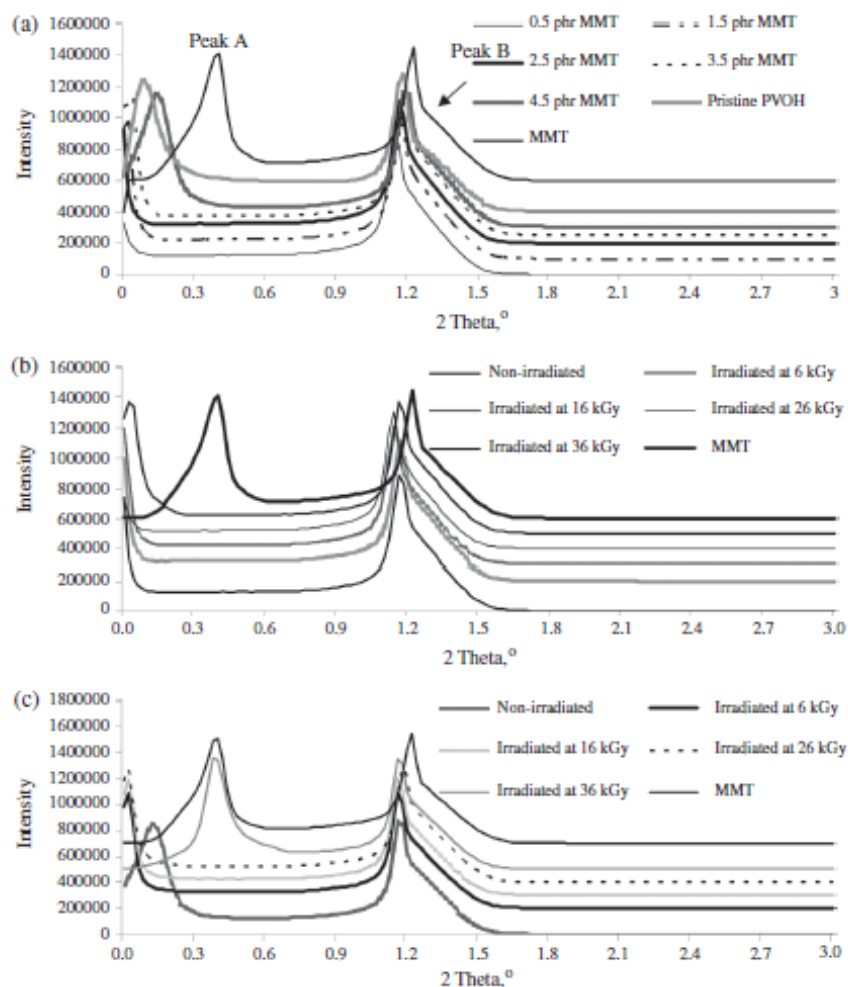 (a)
1600000
1400000
1200000
1000000
800000
600000
400000
200000
0
Intensity
Peak A
Peak B
0.5 phr MMT
1.5 phr MMT
2.5 phr MMT
3.5 phr MMT
4.5 phr MMT
Pristine PVOH
MMT
0 0.3 0.6 0.9 1.2 1.5 1.8 2.1 2.4 2.7 3
2 Theta,°
(b)
1600000
1400000
1200000
1000000
800000
600000
400000
200000
0
Intensity
Non-irradiated
Irradiated at 6 kGy
Irradiated at 16 kGy
Irradiated at 26 kGy
Irradiated at 36 kGy
MMT
0.0 0.3 0.6 0.9 1.2 1.5 1.8 2.1 2.4 2.7 3.0
2 Theta,°
(c)
1800000
1600000
1400000
1200000
1000000
800000
600000
400000
200000
0
Intensity
Non-irradiated
Irradiated at 6 kGy
Irradiated at 16 kGy
Irradiated at 26 kGy
Irradiated at 36 kGy
MMT
0.0 0.3 0.6 0.9 1.2 1.5 1.8 2.1 2.4 2.7 3.0
2 Theta,°